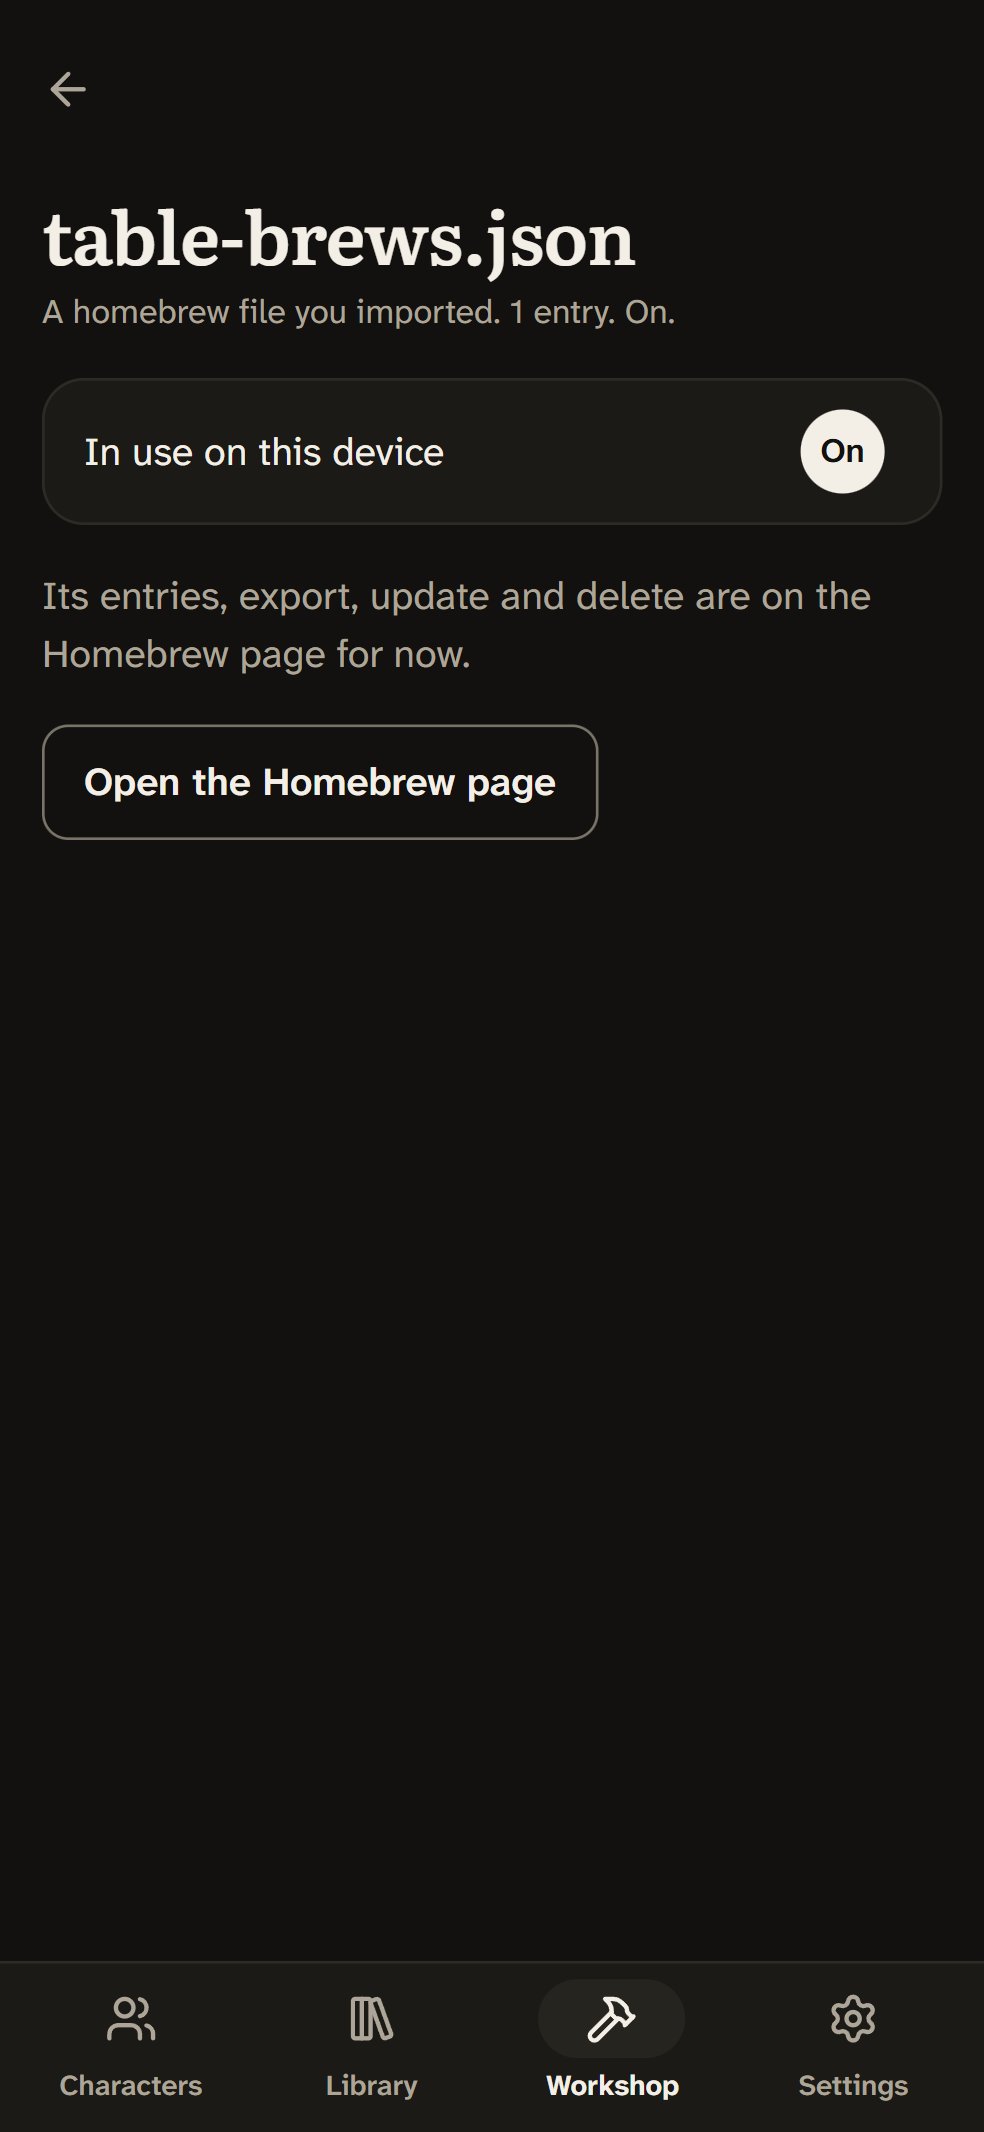 table-brews.json
A homebrew file you imported. 1 entry. On.
In use on this device
On
Its entries, export, update and delete are on the
Homebrew page for now.
Open the Homebrew page
Characters
Library
Workshop
Settings